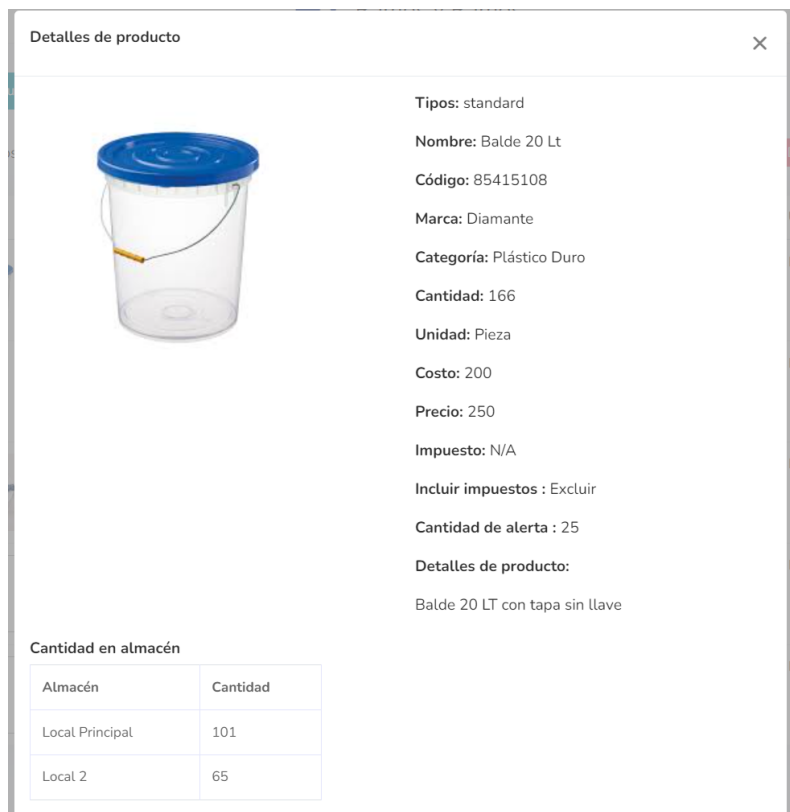 Detalles de producto
×
Tipos: standard
Nombre: Balde 20 Lt
Código: 85415108
Marca: Diamante
Categoría: Plástico Duro
Cantidad: 166
Unidad: Pieza
Costo: 200
Precio: 250
Impuesto: N/A
Incluir impuestos : Excluir
Cantidad de alerta : 25
Detalles de producto:
Balde 20 LT con tapa sin llave
Cantidad en almacén
Almacén Cantidad
Local Principal 101
Local 2 65